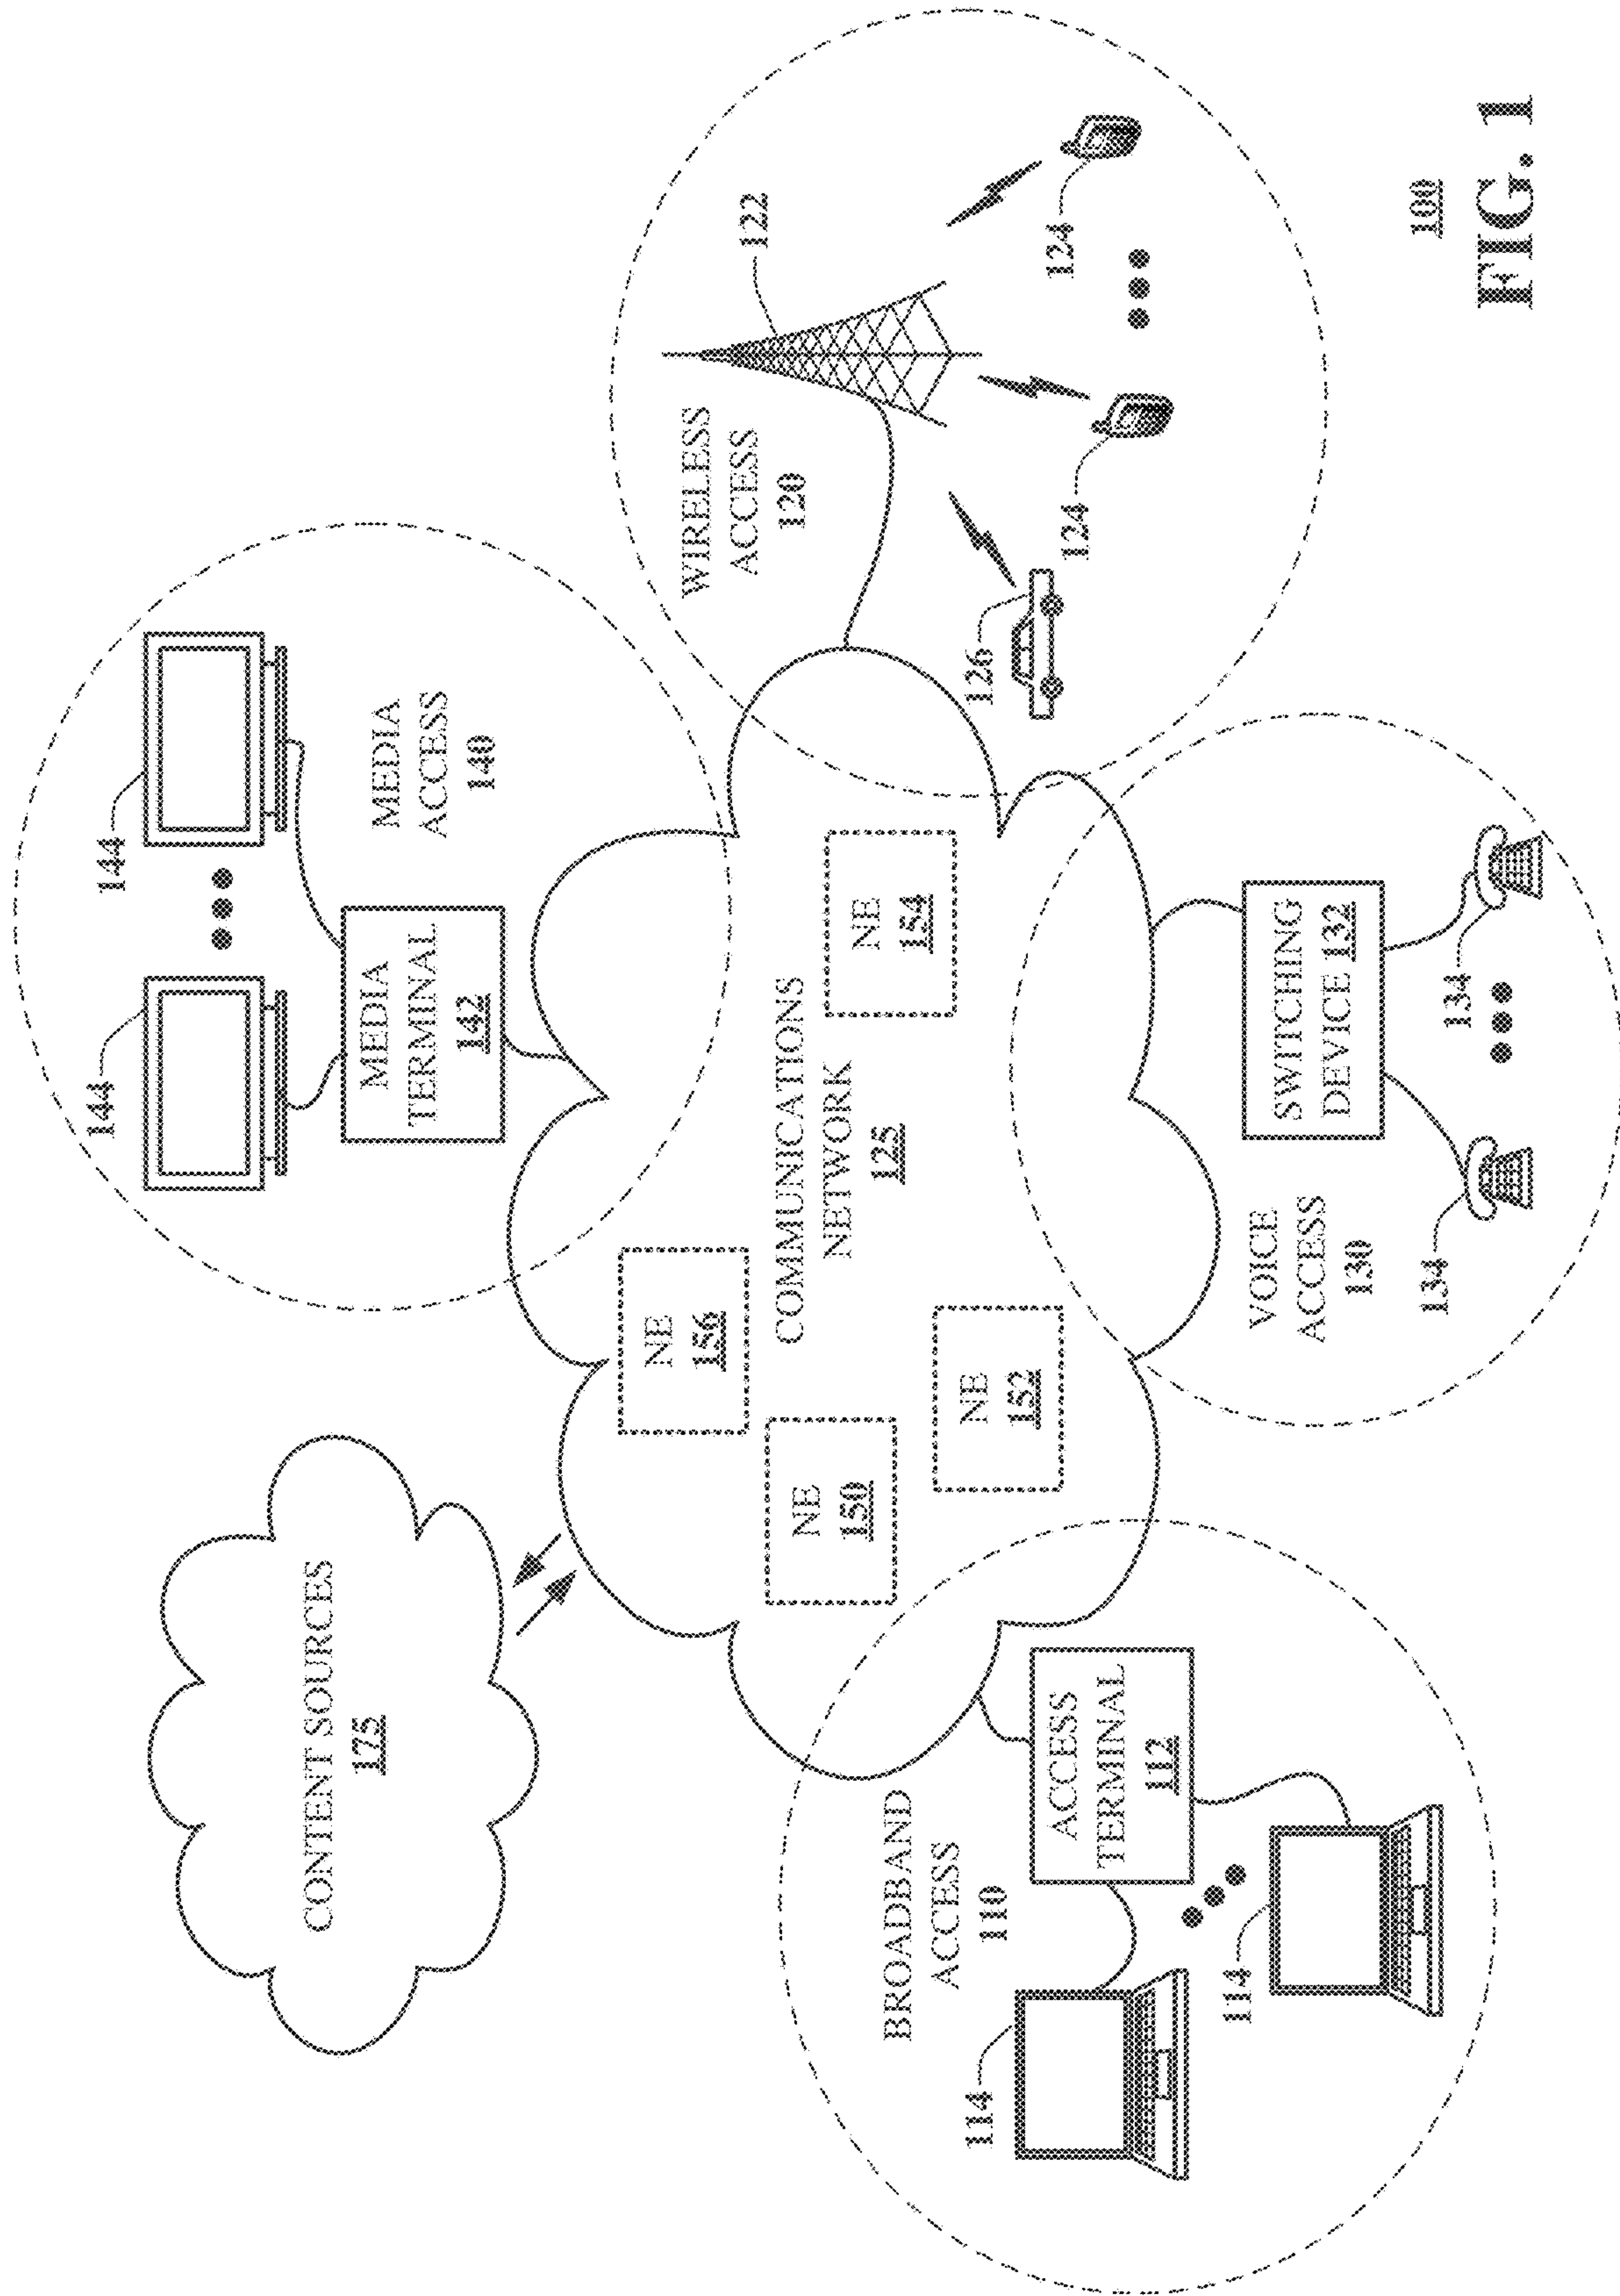 CONTENT SOURCES
175
144
144
MEDIA
TERMINAL
142
MEDIA
ACCESS
140
WIRELESS
ACCESS
120
122
NE
156
NE
150
NE
152
NE
154
COMMUNICATIONS
NETWORK
125
BROADBAND
ACCESS
110
ACCESS
TERMINAL
112
114
114
VOICE
ACCESS
130
SWITCHING
DEVICE 132
134
134
126
124
124
100
FIG. 1